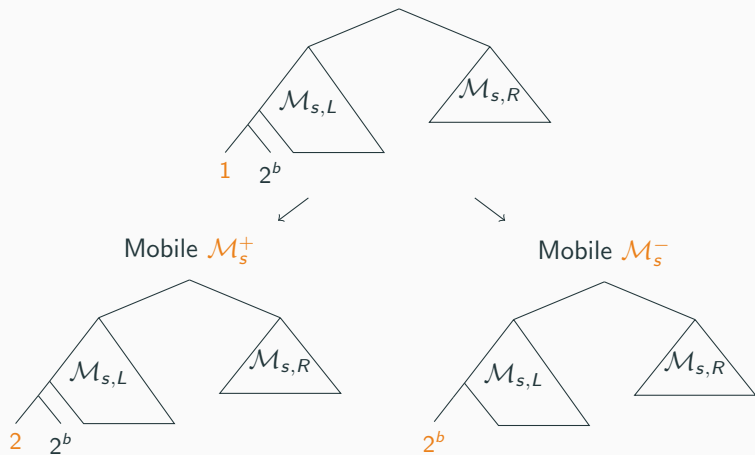 𝓜_{s,L} 𝓜_{s,R}
1 2^b
Mobile 𝓜_s^+ Mobile 𝓜_s^-
𝓜_{s,L} 𝓜_{s,R} 𝓜_{s,L} 𝓜_{s,R}
2 2^b 2^b